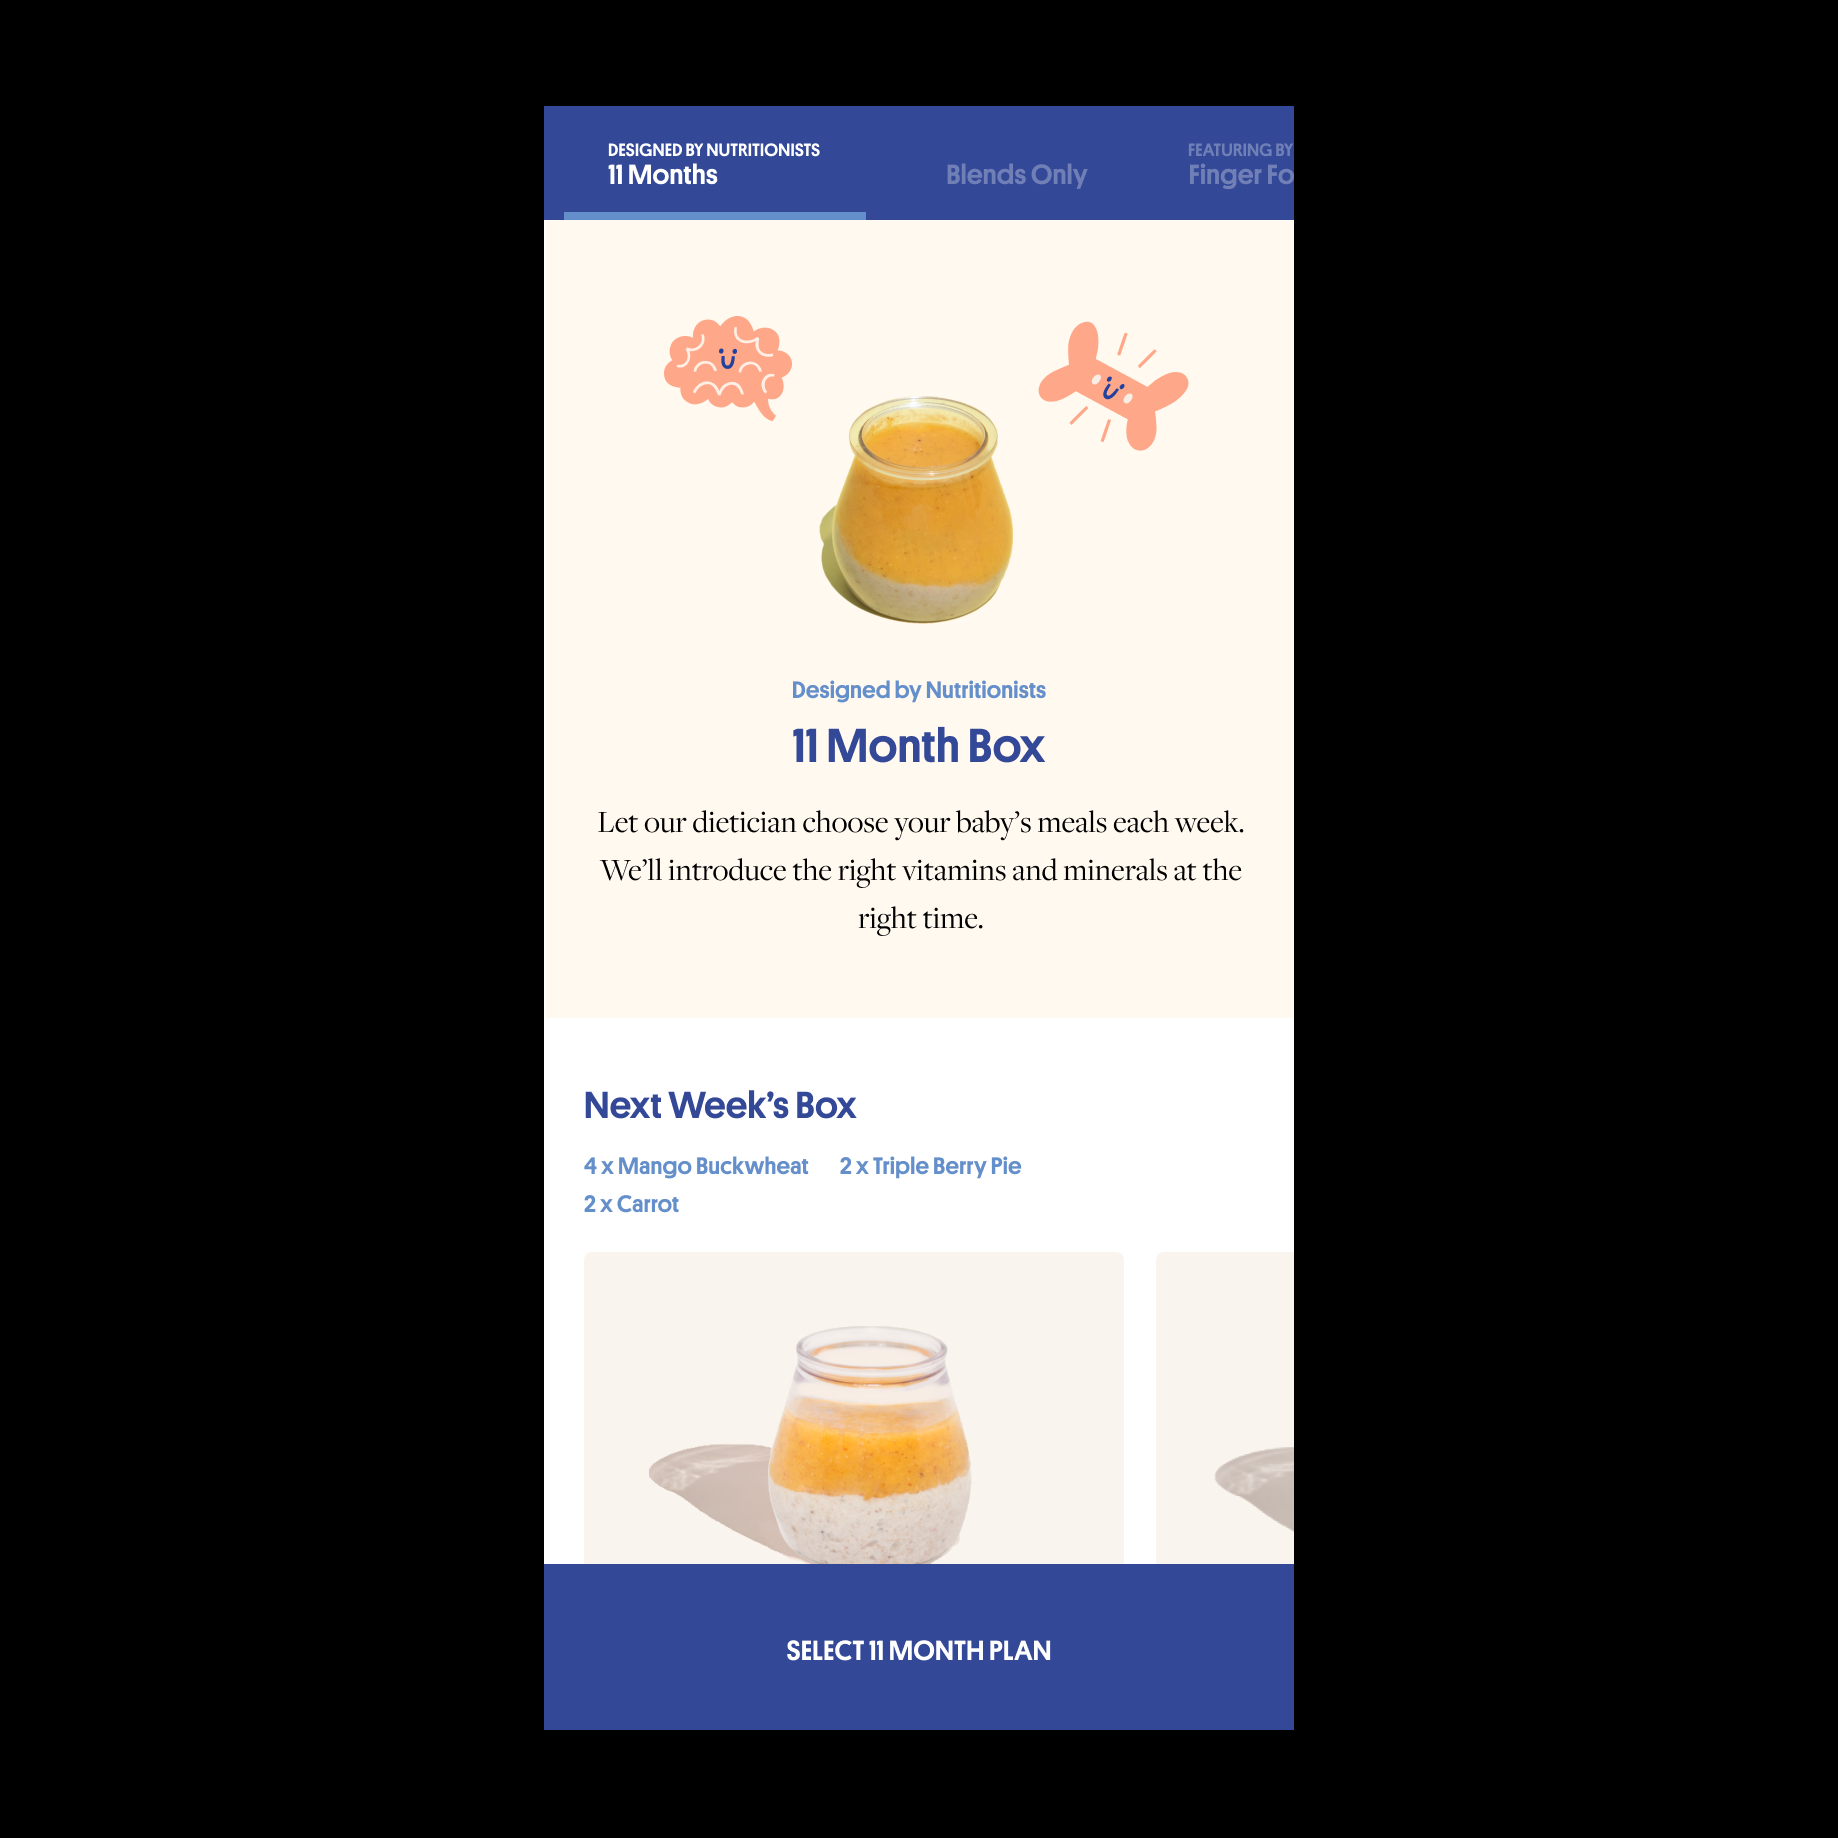 DESIGNED BY NUTRITIONISTS
11 Months
Blends Only
FEATURING BY
Finger Fo
Designed by Nutritionists
11 Month Box
Let our dietician choose your baby’s meals each week.
We’ll introduce the right vitamins and minerals at the
right time.
Next Week’s Box
4 x Mango Buckwheat 2 x Triple Berry Pie
2 x Carrot
SELECT 11 MONTH PLAN